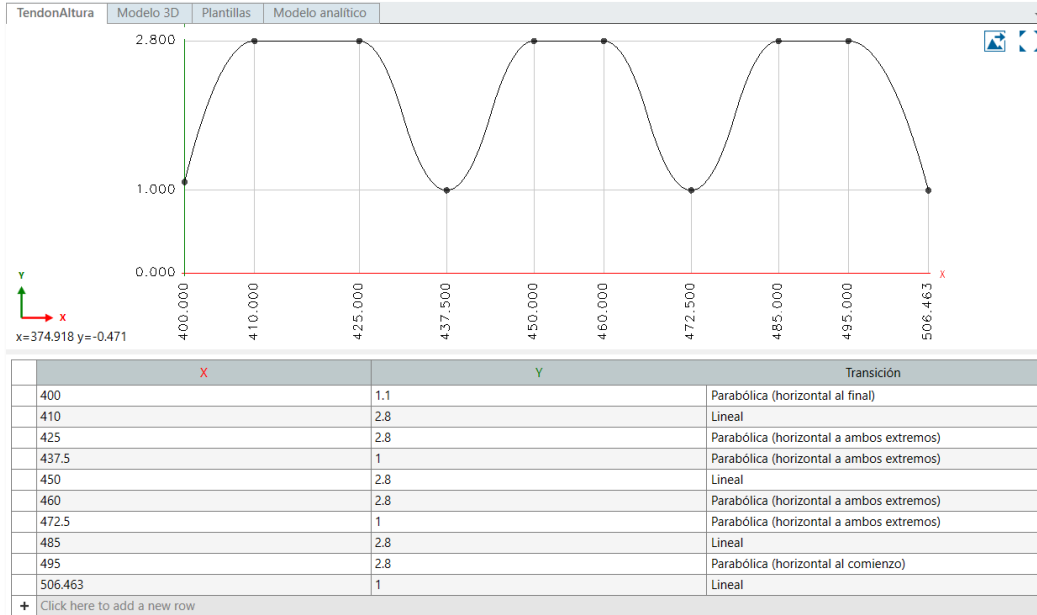 TendonAltura Modelo 3D Plantillas Modelo analítico
2.800
1.000
0.000
X
400.000 410.000 425.000 437.500 450.000 460.000 472.500 485.000 495.000 506.463
Y
X
x=374.918 y=-0.471
X Y Transición
400 1.1 Parabólica (horizontal al final)
410 2.8 Lineal
425 2.8 Parabólica (horizontal a ambos extremos)
437.5 1 Parabólica (horizontal a ambos extremos)
450 2.8 Lineal
460 2.8 Parabólica (horizontal a ambos extremos)
472.5 1 Parabólica (horizontal a ambos extremos)
485 2.8 Lineal
495 2.8 Parabólica (horizontal al comienzo)
506.463 1 Lineal
+ Click here to add a new row